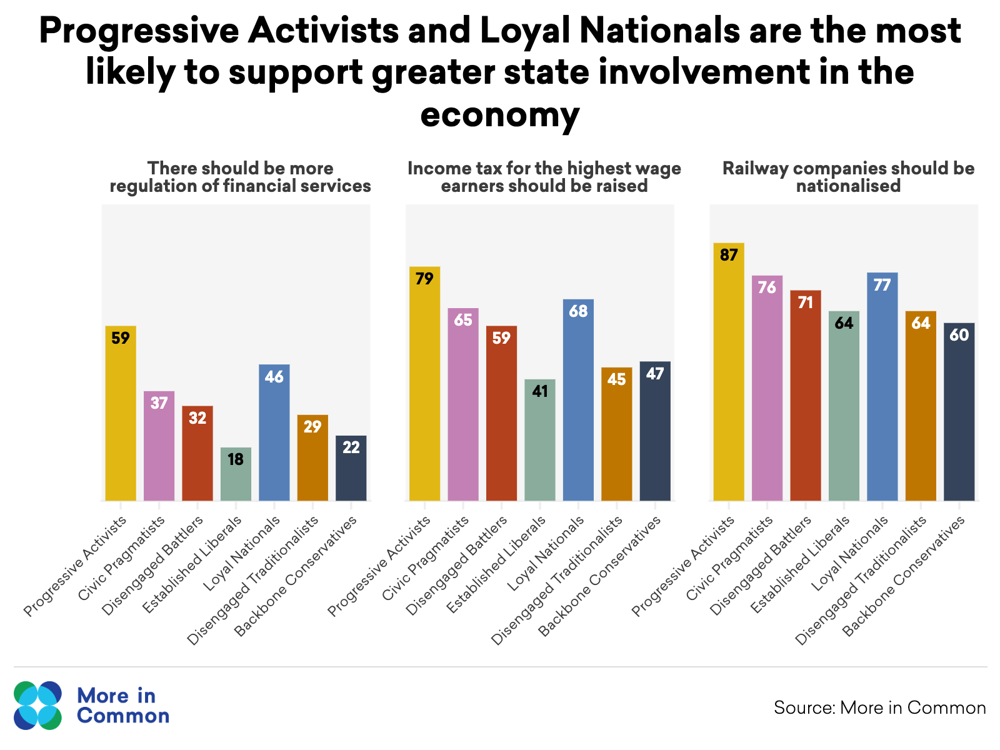 Progressive Activists and Loyal Nationals are the most
likely to support greater state involvement in the
economy
There should be more
regulation of financial services
59
37
32
18
46
29
22
Progressive Activists
Civic Pragmatists
Disengaged Battlers
Established Liberals
Loyal Nationals
Disengaged Traditionalists
Backbone Conservatives
Income tax for the highest wage
earners should be raised
79
65
59
41
68
45
47
Progressive Activists
Civic Pragmatists
Disengaged Battlers
Established Liberals
Loyal Nationals
Disengaged Traditionalists
Backbone Conservatives
Railway companies should be
nationalised
87
76
71
64
77
64
60
Progressive Activists
Civic Pragmatists
Disengaged Battlers
Established Liberals
Loyal Nationals
Disengaged Traditionalists
Backbone Conservatives
More in
Common
Source: More in Common